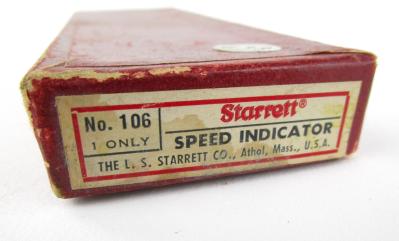 No. 106
1 ONLY
Starrett®
SPEED INDICATOR
THE L. S. STARRETT CO., Athol, Mass., U.S.A.